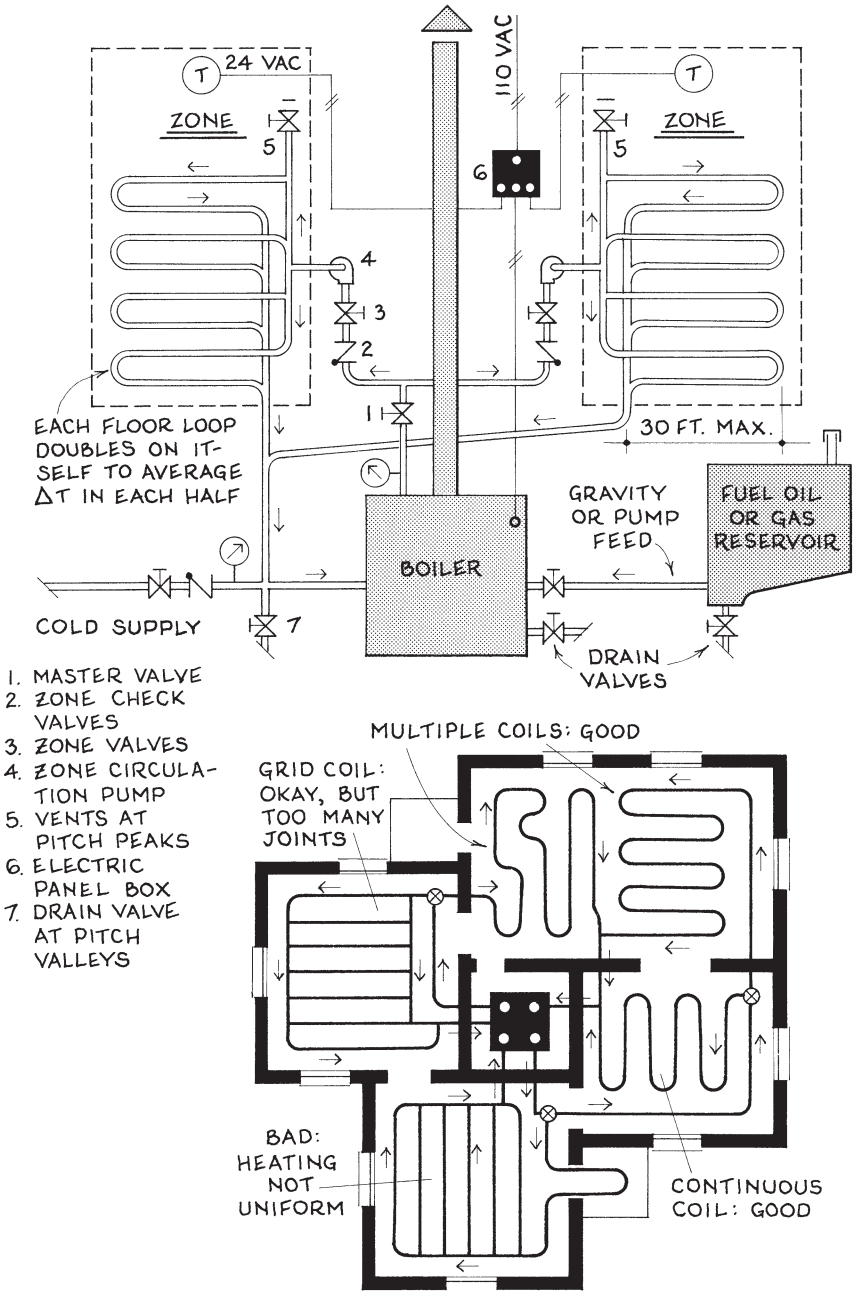 T
24 VAC
110 VAC
T
ZONE
ZONE
5
5
6
4
3
2
1
EACH FLOOR LOOP
DOUBLES ON IT-
SELF TO AVERAGE
ΔT IN EACH HALF
30 FT. MAX.
GRAVITY
OR PUMP
FEED
FUEL OIL
OR GAS
RESERVOIR
BOILER
COLD SUPPLY
7
DRAIN
VALVES
1. MASTER VALVE
2. ZONE CHECK
VALVES
3. ZONE VALVES
4. ZONE CIRCULA-
TION PUMP
5. VENTS AT
PITCH PEAKS
6. ELECTRIC
PANEL BOX
7. DRAIN VALVE
AT PITCH
VALLEYS
MULTIPLE COILS: GOOD
GRID COIL:
OKAY, BUT
TOO MANY
JOINTS
BAD:
HEATING
NOT
UNIFORM
CONTINUOUS
COIL: GOOD